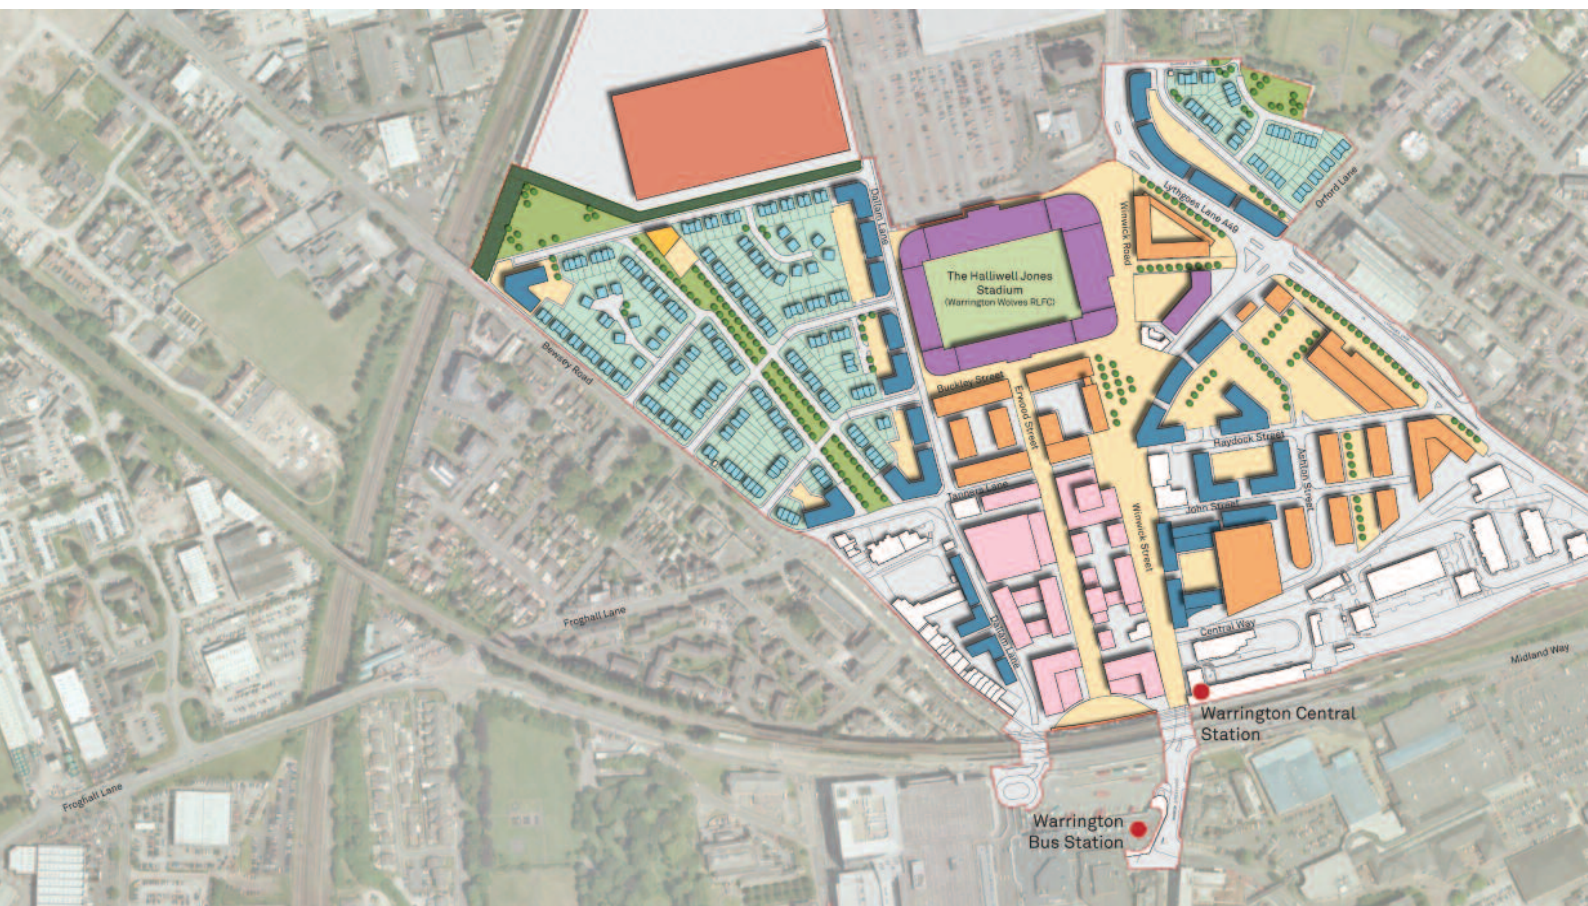 Orford Lane
Dallam Lane
Lythgoes Lane A49
Winwick Road
The Halliwell Jones
Stadium
(Warrington Wolves RLFC)
Bewsey Road
Buckley Street
Erwood Street
Haydock Street
Ashton Street
Tanners Lane
John Street
Winwick Street
Froghall Lane
Dallam Lane
Central Way
Midland Way
Warrington Central
Station
Froghall Lane
Warrington
Bus Station